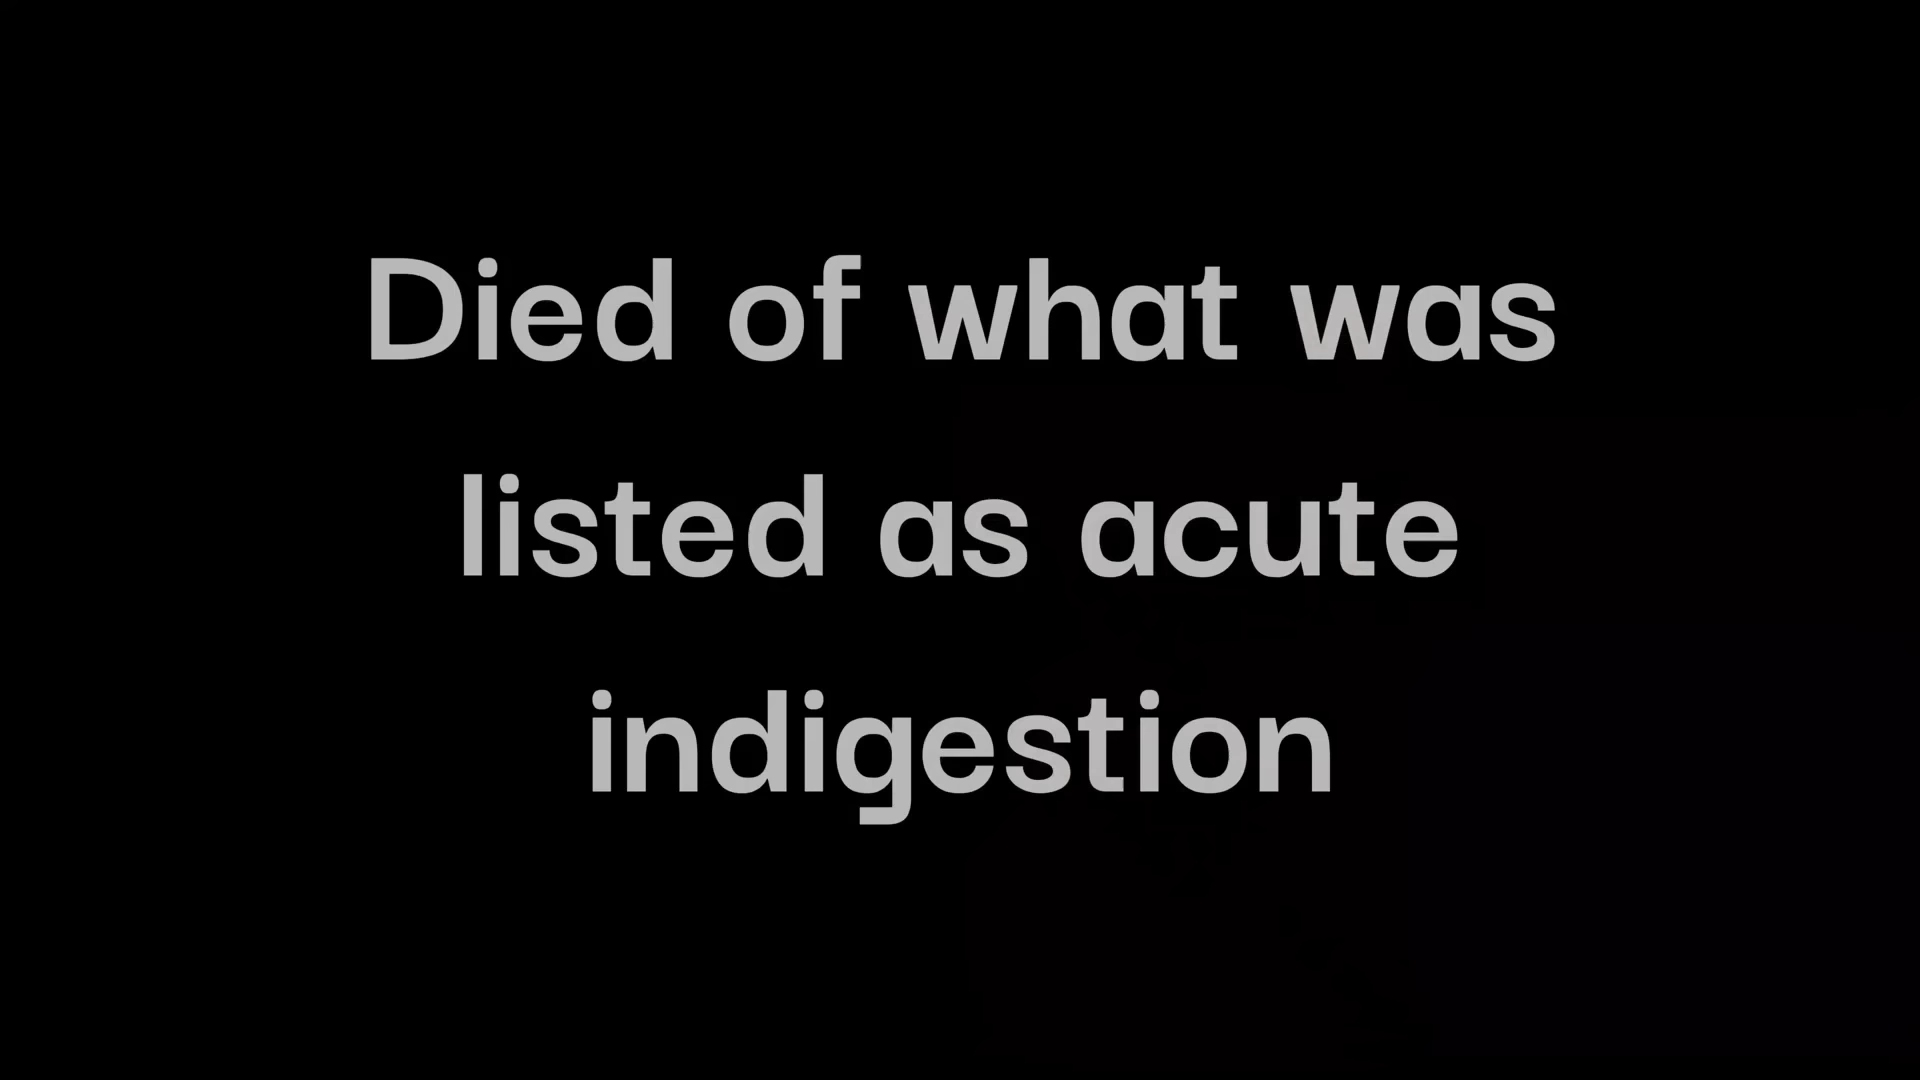 Died of what was
listed as acute
indigestion